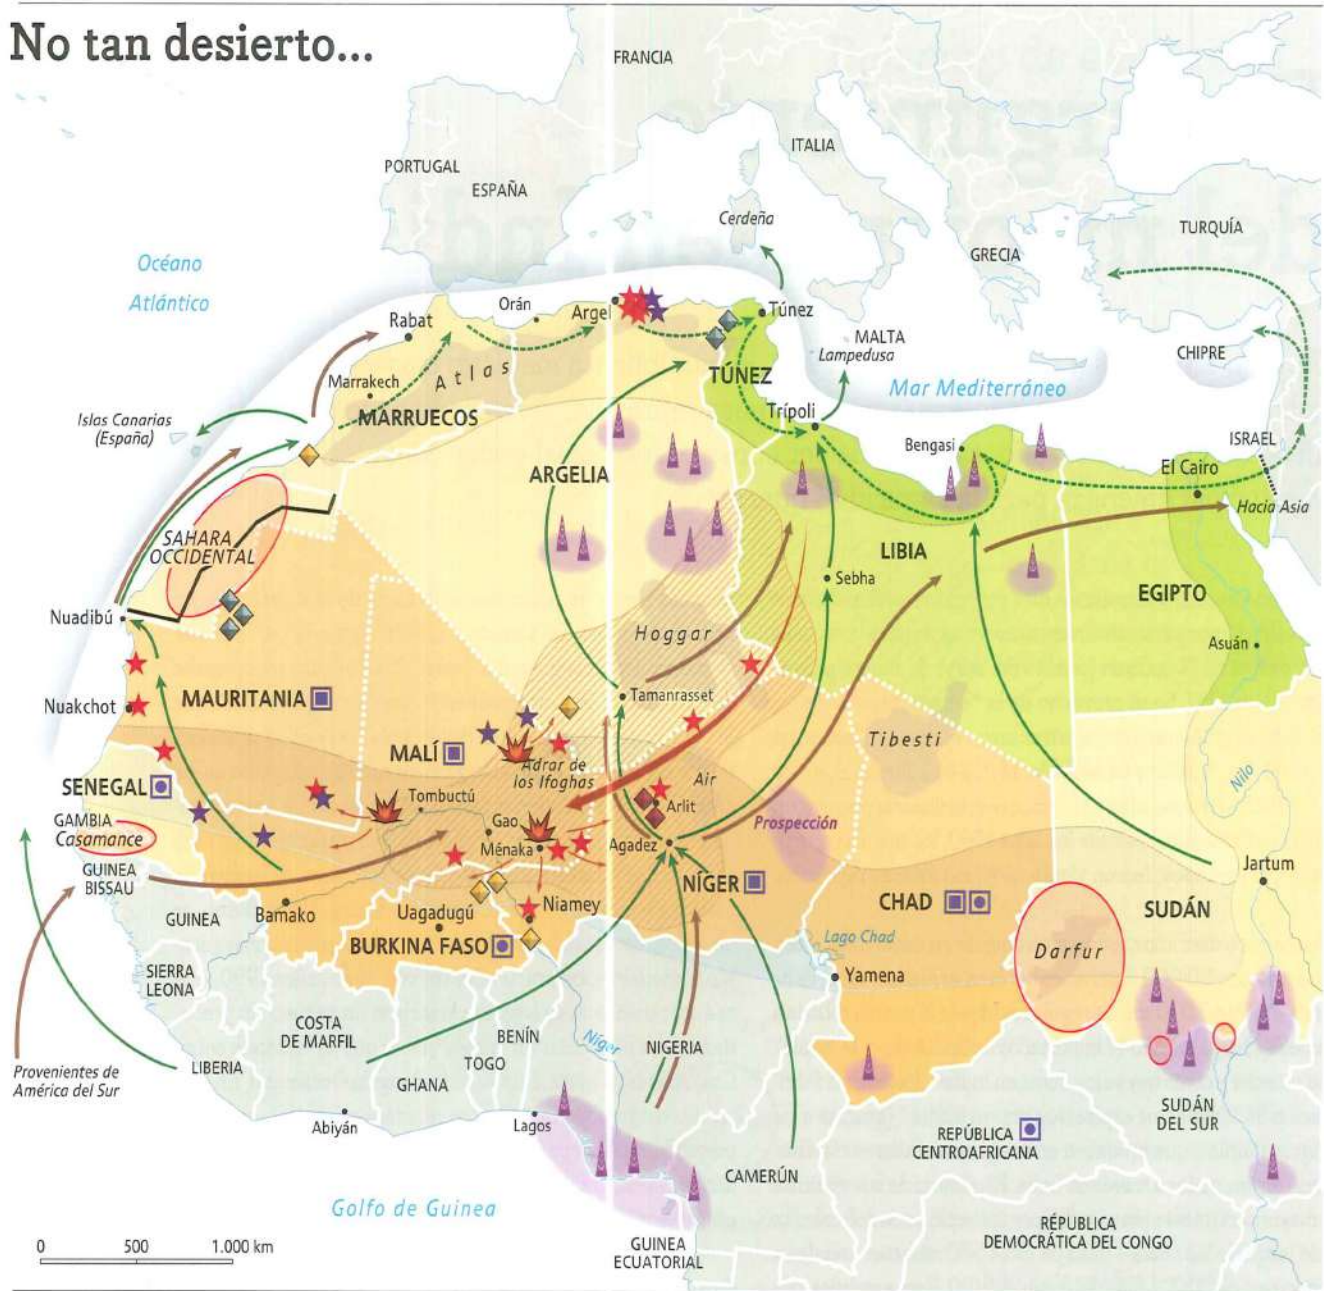 No tan desierto...
FRANCIA
ITALIA
PORTUGAL
ESPAÑA
Cerdeña
TURQUÍA
GRECIA
Océano
Atlántico
Orán
Argel
Túnez
Rabat
MALTA
Lampedusa
CHIPRE
Marrakech
Atlas
TÚNEZ
Mar Mediterráneo
MARRUECOS
Islas Canarias
(España)
Trípoli
Bengasi
ISRAEL
El Cairo
ARGELIA
Hacia Asia
SAHARA
OCCIDENTAL
LIBIA
Sebha
EGIPTO
Nuadibú
Hoggar
Asuán
MAURITANIA
Tamanrasset
Nuakchot
Tibesti
MALÍ
Adrar de
los Ifoghas
Air
Nilo
SENEGAL
Tombuctú
Arlit
GAMBIA
Casamance
Gao
Prospección
Ménaka
Agadez
GUINEA
BISSAU
Jartum
NÍGER
CHAD
SUDÁN
GUINEA
Bamako
Uagadugú
Niamey
BURKINA FASO
Lago Chad
Darfur
Yamena
SIERRA
LEONA
COSTA
DE MARFIL
BENÍN
Níger
NIGERIA
TOGO
LIBERIA
GHANA
Provenientes de
América del Sur
Abiyán
Lagos
SUDÁN
DEL SUR
REPÚBLICA
CENTROAFRICANA
CAMERÚN
Golfo de Guinea
RÉPUBLICA
DEMOCRÁTICA DEL CONGO
GUINEA
ECUATORIAL
0 500 1.000 km